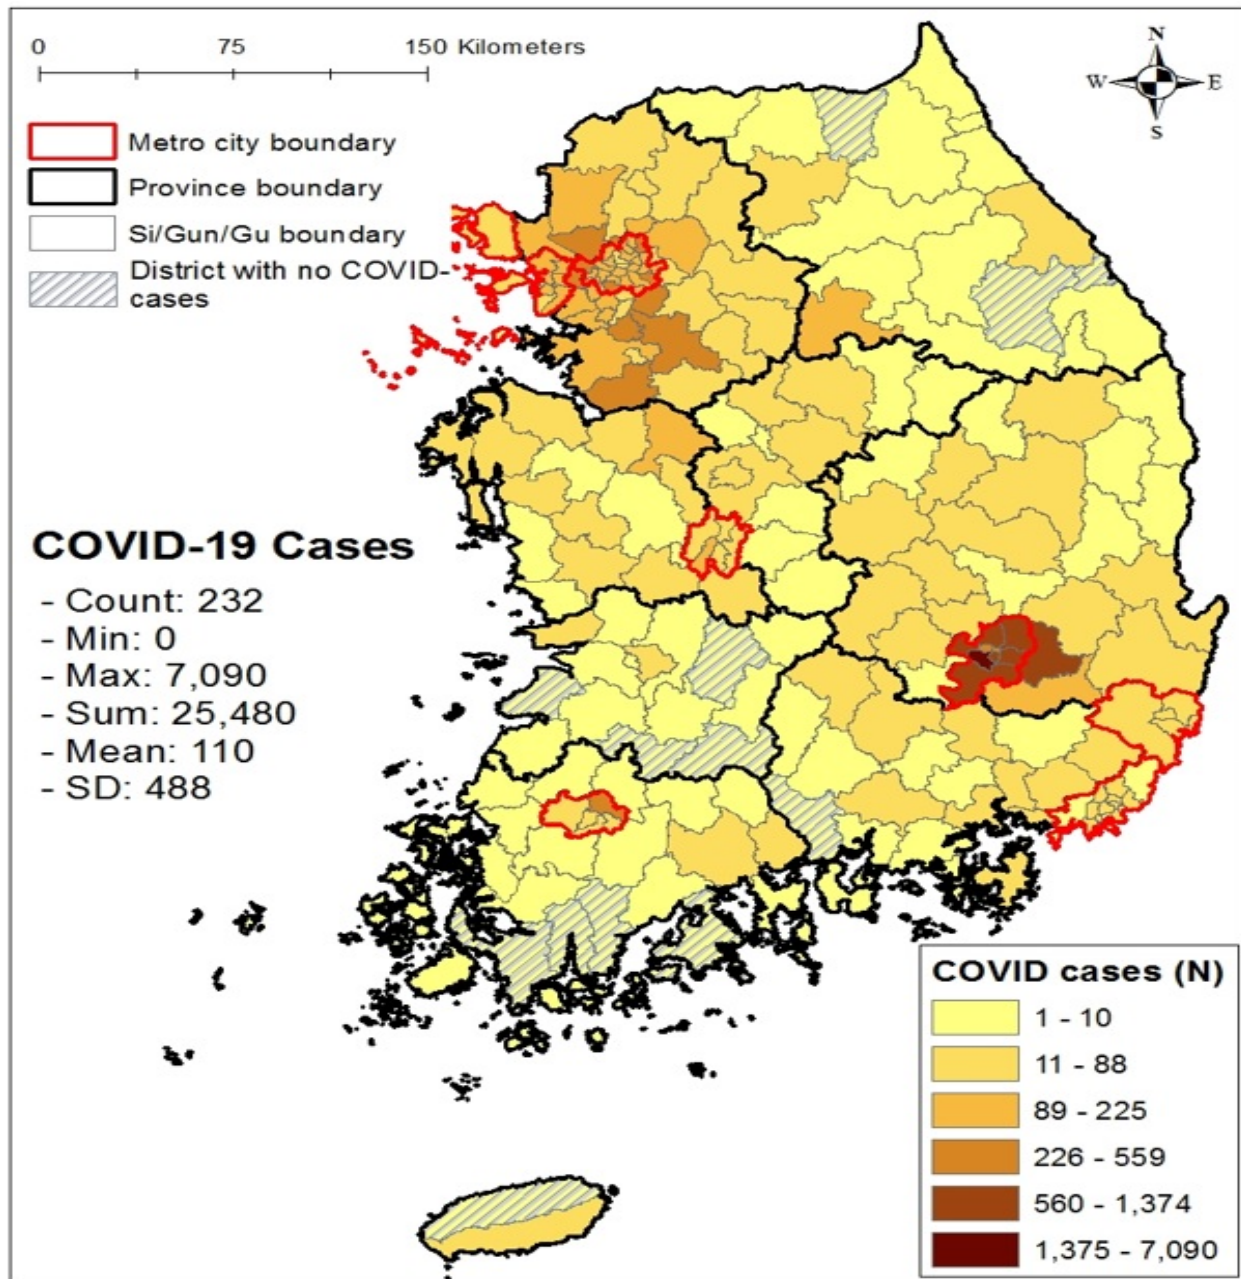 0 75 150 Kilometers
N
W E
S
Metro city boundary
Province boundary
Si/Gun/Gu boundary
District with no COVID-
cases
COVID-19 Cases
- Count: 232
- Min: 0
- Max: 7,090
- Sum: 25,480
- Mean: 110
- SD: 488
COVID cases (N)
1 - 10
11 - 88
89 - 225
226 - 559
560 - 1,374
1,375 - 7,090